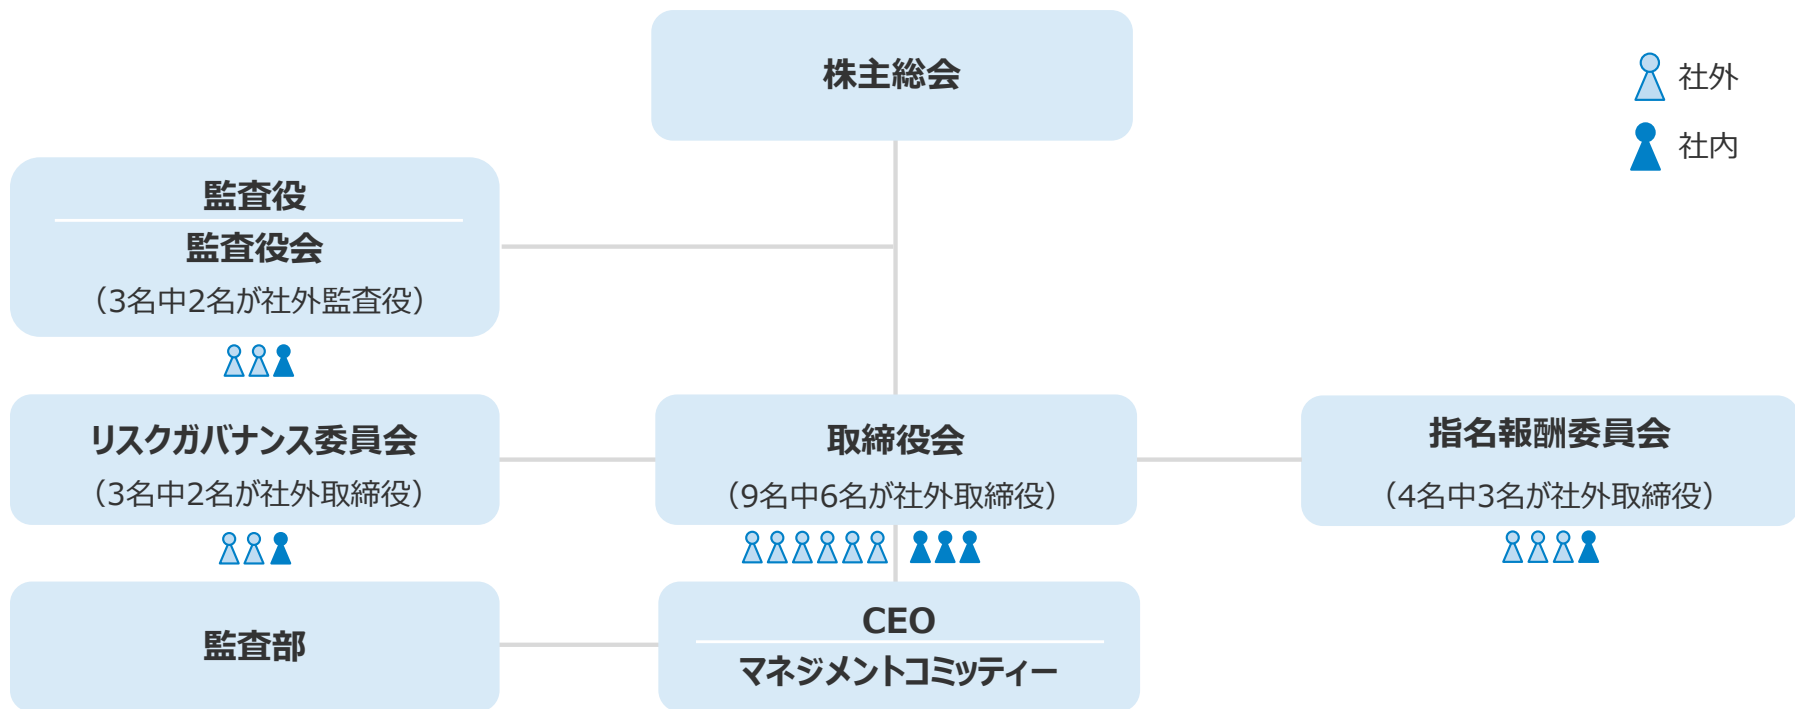 株主総会
社外
社内
監査役
監査役会
（3名中2名が社外監査役）
リスクガバナンス委員会
（3名中2名が社外取締役）
取締役会
（9名中6名が社外取締役）
指名報酬委員会
（4名中3名が社外取締役）
監査部
CEO
マネジメントコミッティー